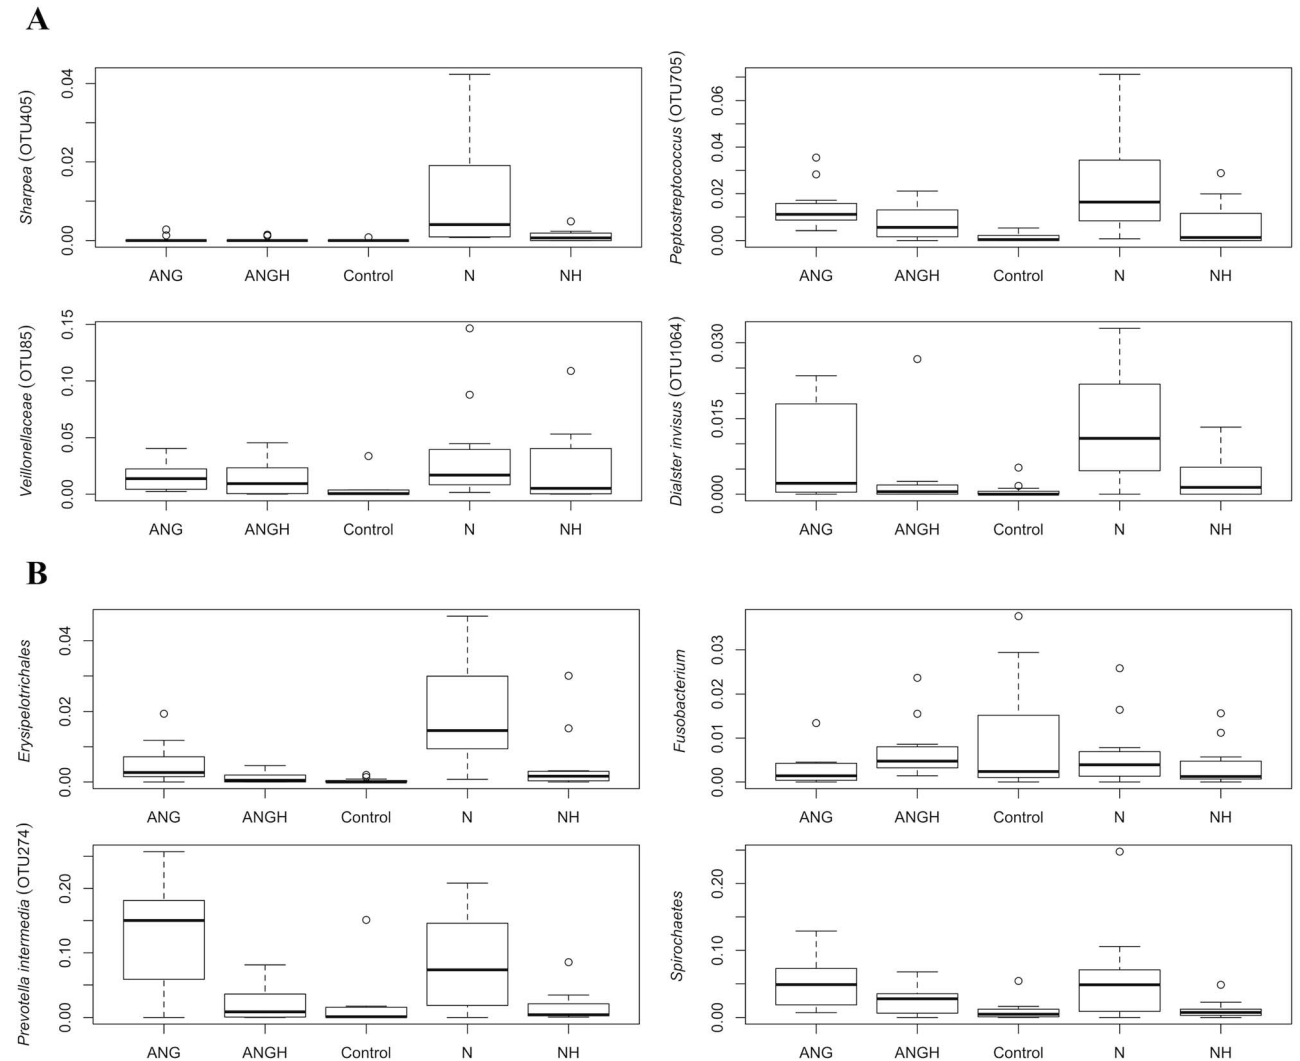 A
Sharpea (OTU405)
0.04
0.02
0.00
ANG ANGH Control N NH
Peptostreptococcus (OTU705)
0.06
0.04
0.02
0.00
ANG ANGH Control N NH
Veillonellaceae (OTU85)
0.15
0.10
0.05
0.00
ANG ANGH Control N NH
Dialster invisus (OTU1064)
0.030
0.015
0.000
ANG ANGH Control N NH
B
Erysipelotrichales
0.04
0.02
0.00
ANG ANGH Control N NH
Fusobacterium
0.03
0.02
0.01
0.00
ANG ANGH Control N NH
Prevotella intermedia (OTU274)
0.20
0.10
0.00
ANG ANGH Control N NH
Spirochaetes
0.20
0.10
0.00
ANG ANGH Control N NH